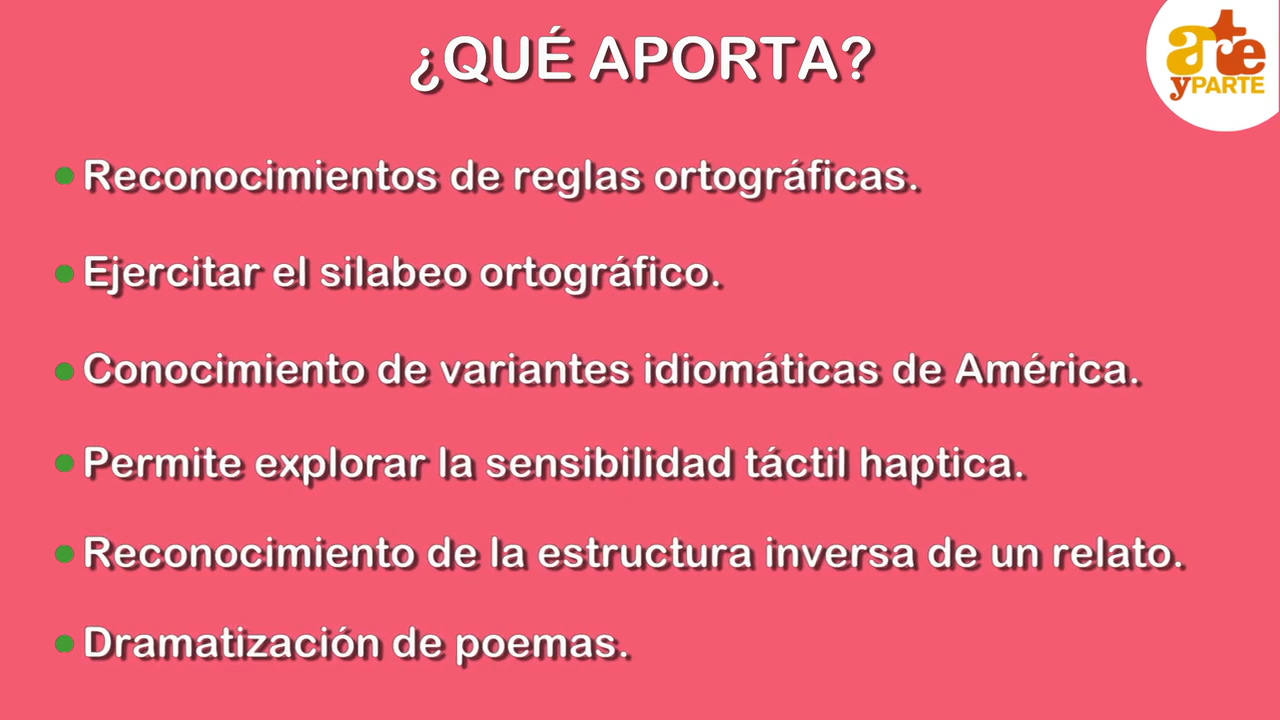 ¿QUÉ APORTA?
arte
y PARTE
Reconocimientos de reglas ortográficas.
Ejercitar el silabeo ortográfico.
Conocimiento de variantes idiomáticas de América.
Permite explorar la sensibilidad táctil haptica.
Reconocimiento de la estructura inversa de un relato.
Dramatización de poemas.